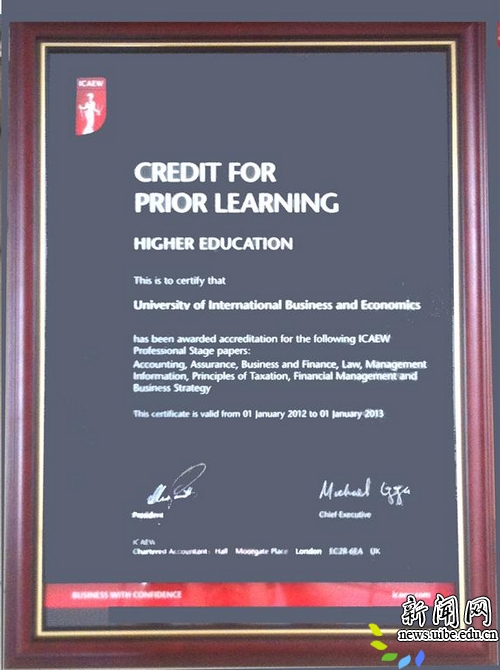 ICAEW
CREDIT FOR
PRIOR LEARNING
HIGHER EDUCATION
This is to certify that
University of International Business and Economics
has been awarded accreditation for the following ICAEW
Professional Stage papers:
Accounting, Assurance, Business and Finance, Law, Management
Information, Principles of Taxation, Financial Management and
Business Strategy
This certificate is valid from 01 January 2012 to 01 January 2013
Michael
President
Chief Executive
ICAEW
Chartered Accountants' Hall Moorgate Place London EC2R 6EA UK
BUSINESS WITH CONFIDENCE
icaew.com
新闻网
news.uibe.edu.cn